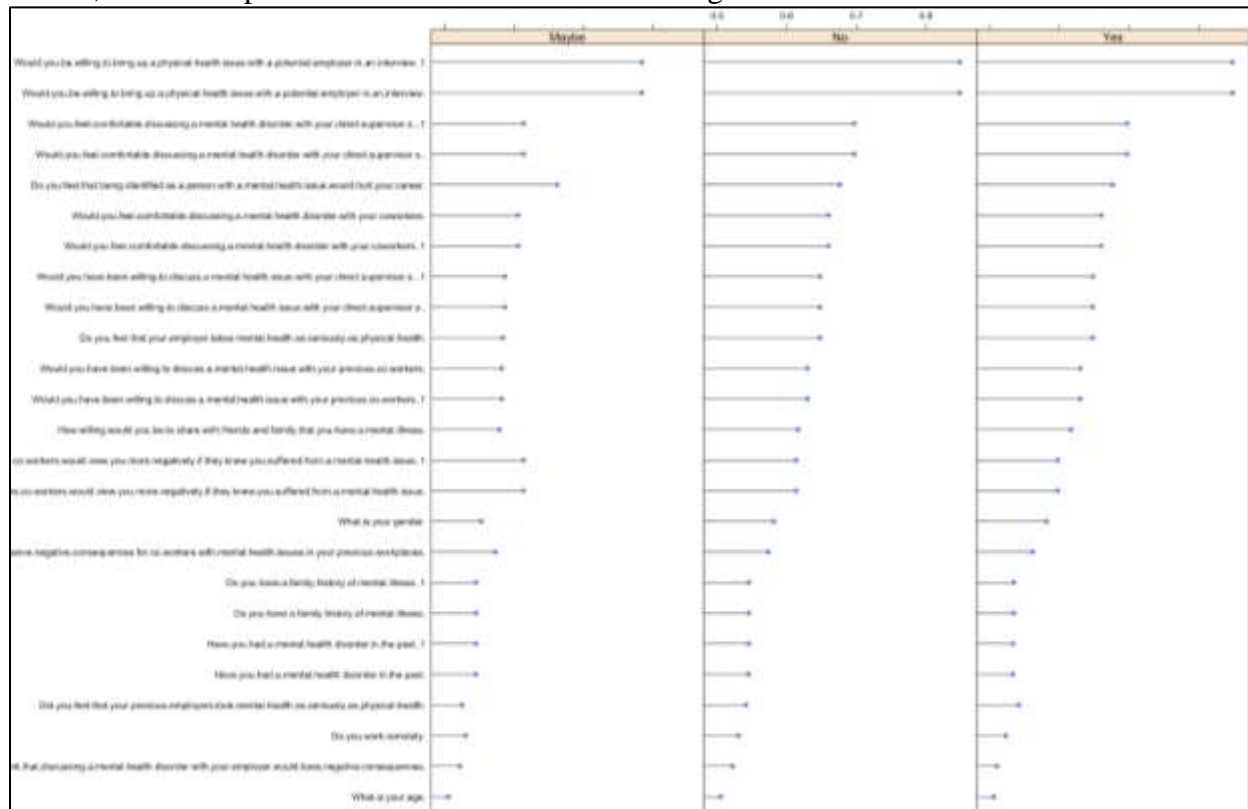 0.5 0.6 0.7 0.8
Maybe No Yes
Would you be willing to bring up a physical health issue with a potential employer in an interview. 1
Would you be willing to bring up a physical health issue with a potential employer in an interview.
Would you feel comfortable discussing a mental health disorder with your direct supervisor s.. 1
Would you feel comfortable discussing a mental health disorder with your direct supervisor s..
Do you feel that being identified as a person with a mental health issue would hurt your career.
Would you feel comfortable discussing a mental health disorder with your coworkers.
Would you feel comfortable discussing a mental health disorder with your coworkers. 1
Would you have been willing to discuss a mental health issue with your direct supervisor s.. 1
Would you have been willing to discuss a mental health issue with your direct supervisor s..
Do you feel that your employer takes mental health as seriously as physical health.
Would you have been willing to discuss a mental health issue with your previous co workers.
Would you have been willing to discuss a mental health issue with your previous co workers. 1
How willing would you be to share with friends and family that you have a mental illness.
co workers would view you more negatively if they knew you suffered from a mental health issue. 1
co workers would view you more negatively if they knew you suffered from a mental health issue.
What is your gender.
negative consequences for co workers with mental health issues in your previous workplaces.
Do you have a family history of mental illness. 1
Do you have a family history of mental illness.
Have you had a mental health disorder in the past. 1
Have you had a mental health disorder in the past.
Did you feel that your previous employers took mental health as seriously as physical health.
Do you work remotely.
that discussing a mental health disorder with your employer would have negative consequences.
What is your age.